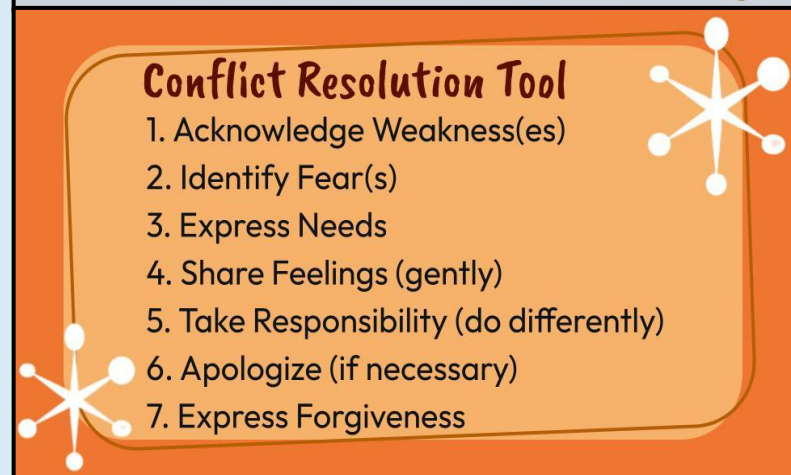 Conflict Resolution Tool
1. Acknowledge Weakness(es)
2. Identify Fear(s)
3. Express Needs
4. Share Feelings (gently)
5. Take Responsibility (do differently)
6. Apologize (if necessary)
7. Express Forgiveness